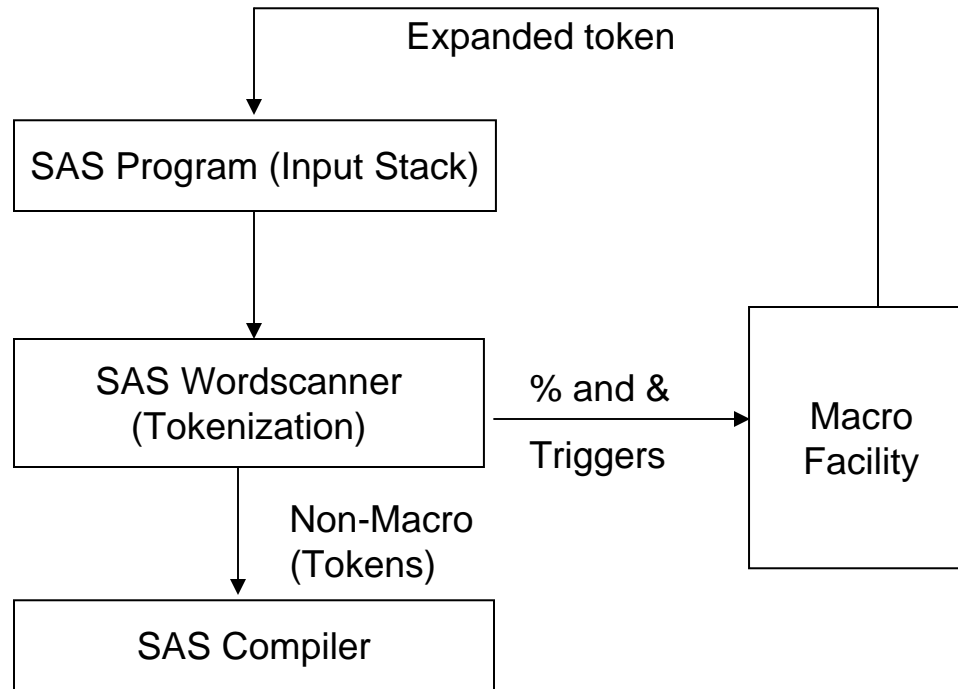 Expanded token
SAS Program (Input Stack)
SAS Wordscanner
(Tokenization)
% and &
Triggers
Macro
Facility
Non-Macro
(Tokens)
SAS Compiler